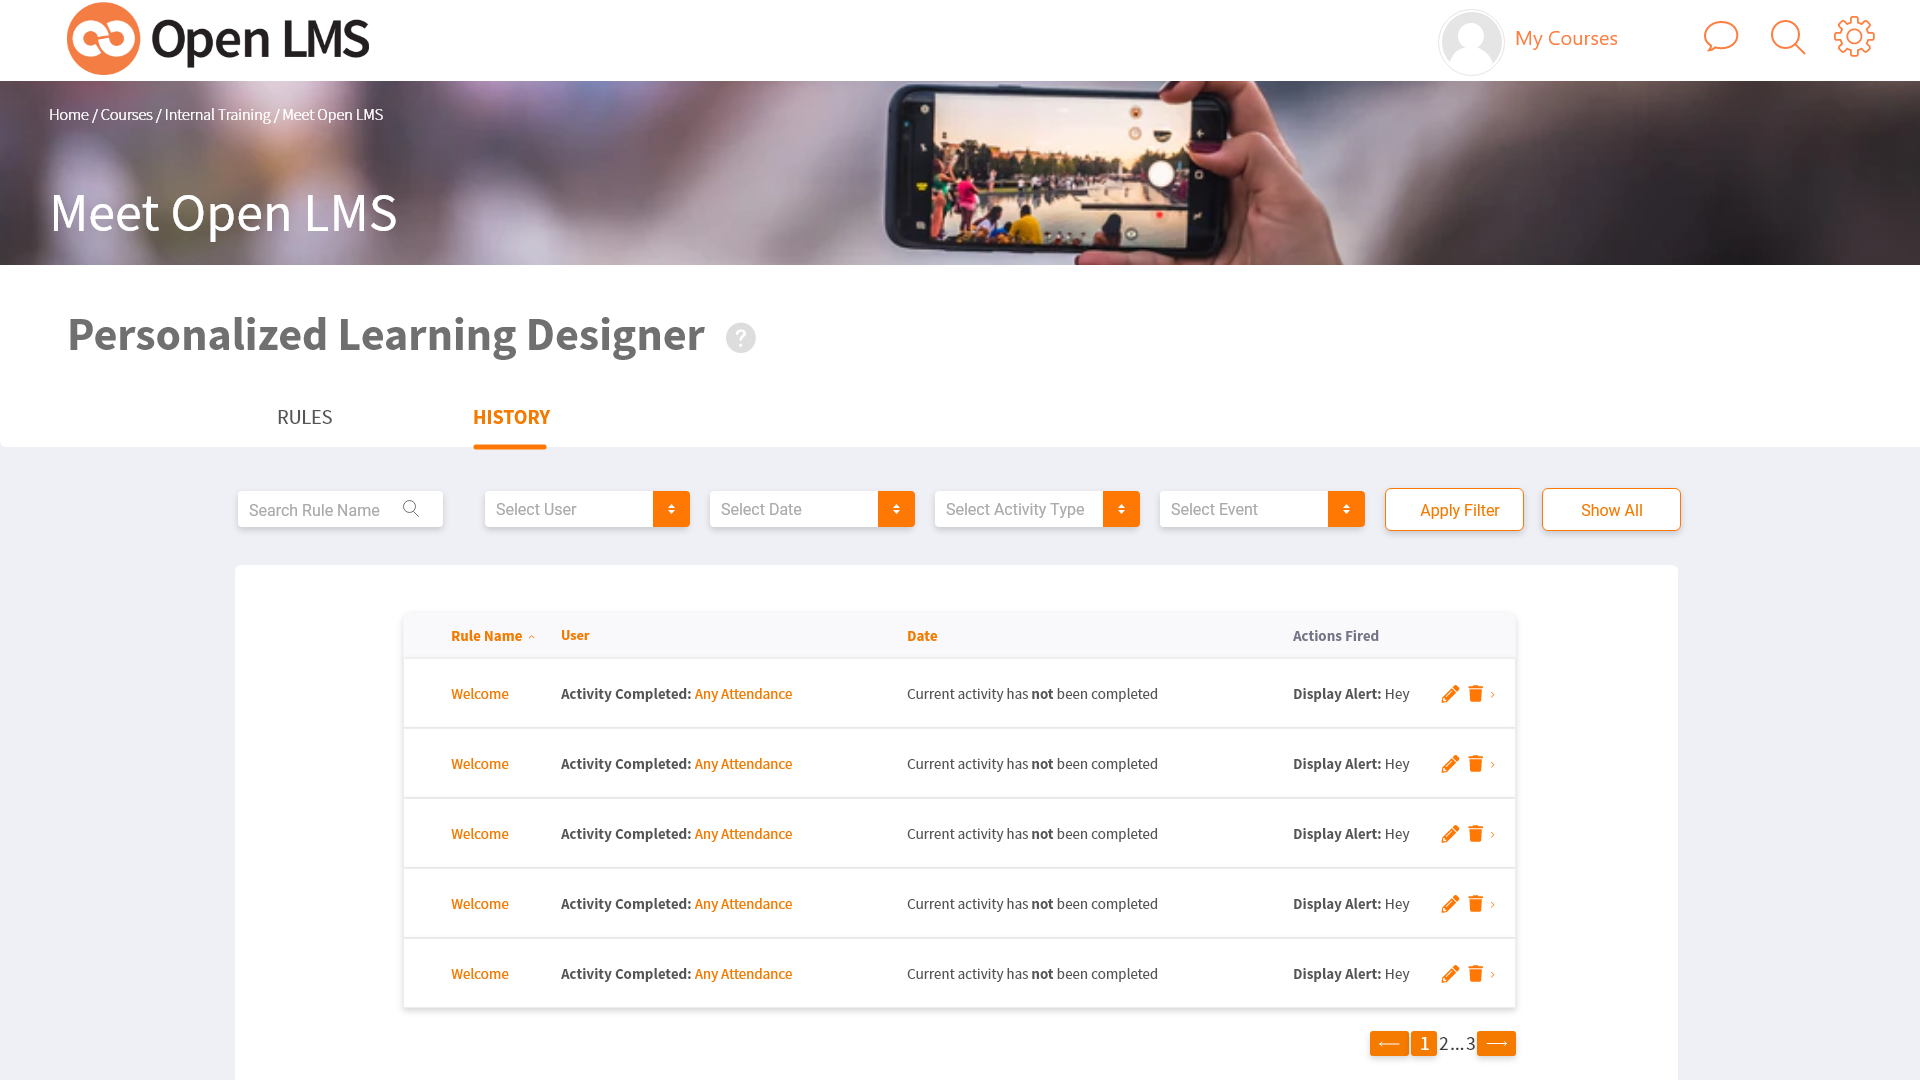 Open LMS
My Courses
Home / Courses / Internal Training / Meet Open LMS
Meet Open LMS
Personalized Learning Designer ?
RULES HISTORY
Search Rule Name Select User Select Date Select Activity Type Select Event Apply Filter Show All
Rule Name User Date Actions Fired
Welcome Activity Completed: Any Attendance Current activity has not been completed Display Alert: Hey
Welcome Activity Completed: Any Attendance Current activity has not been completed Display Alert: Hey
Welcome Activity Completed: Any Attendance Current activity has not been completed Display Alert: Hey
Welcome Activity Completed: Any Attendance Current activity has not been completed Display Alert: Hey
Welcome Activity Completed: Any Attendance Current activity has not been completed Display Alert: Hey
1 2...3